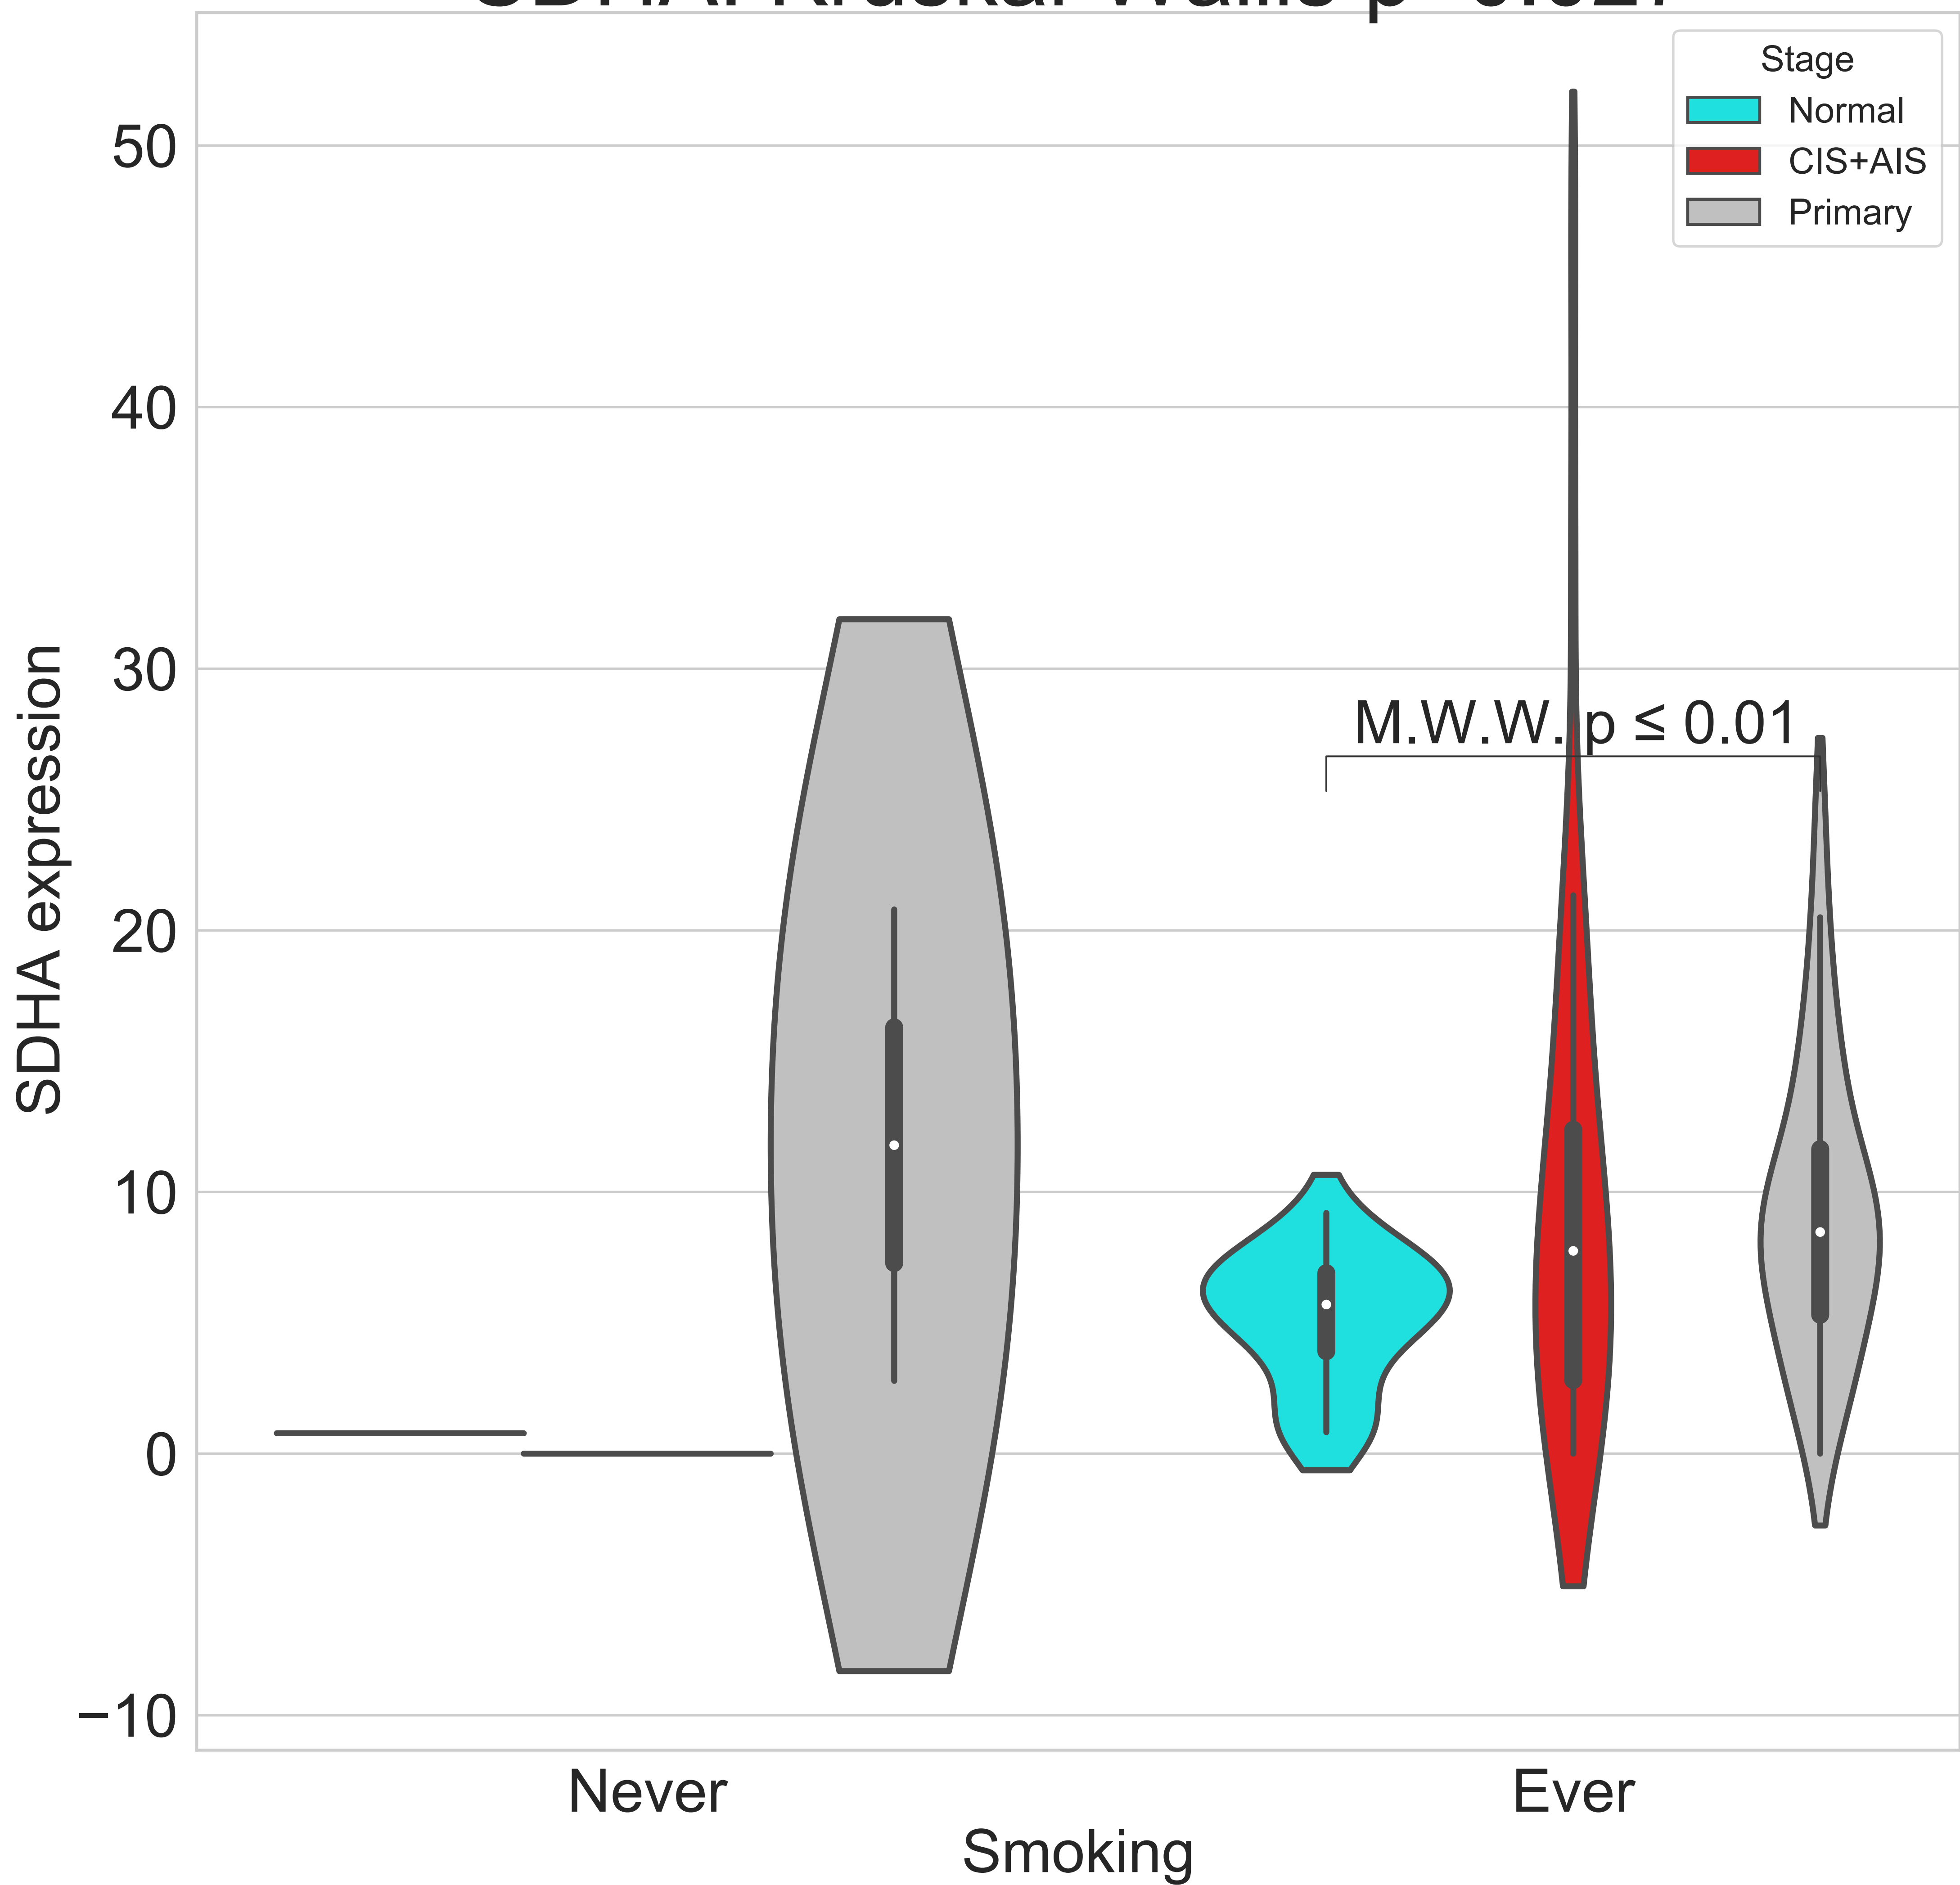 Stage
Normal
CIS+AIS
Primary
50
40
30
20
10
0
−10
SDHA expression
M.W.W. p ≤ 0.01
Never
Ever
Smoking